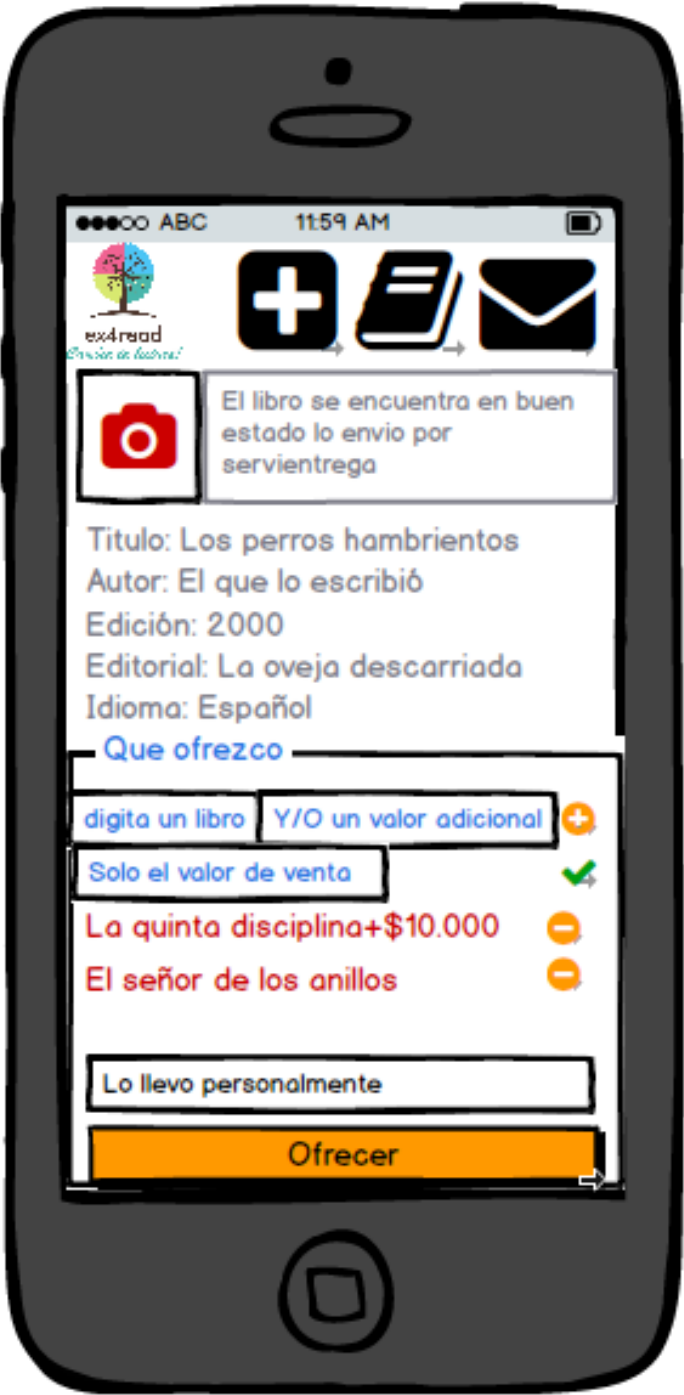 ABC 11:59 AM
ex4read
El libro se encuentra en buen
estado lo envio por
servientrega
Titulo: Los perros hambrientos
Autor: El que lo escribió
Edición: 2000
Editorial: La oveja descarriada
Idioma: Español
Que ofrezco
digita un libro Y/O un valor adicional
Solo el valor de venta
La quinta disciplina+$10.000
El señor de los anillos
Lo llevo personalmente
Ofrecer